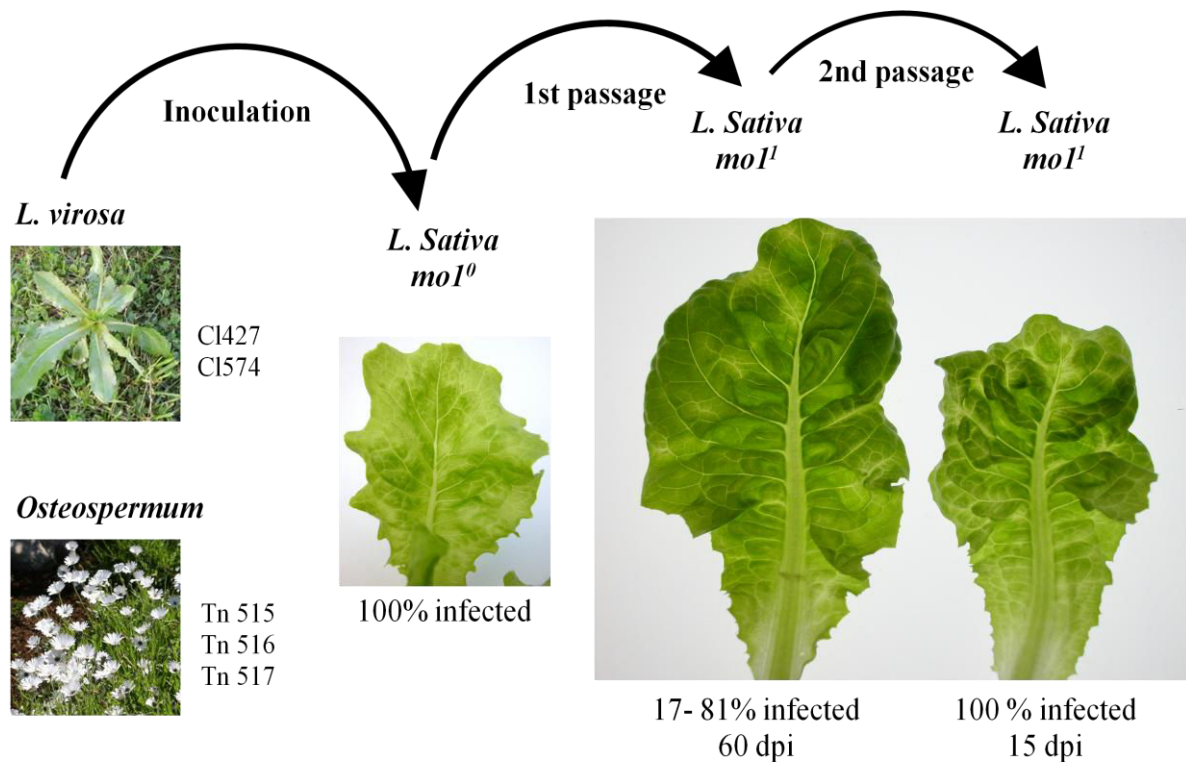 Inoculation
1st passage
2nd passage
L. virosa
Cl427
Cl574
Osteospermum
Tn 515
Tn 516
Tn 517
L. Sativa
mo1⁰
100% infected
L. Sativa
mo1¹
17- 81% infected
60 dpi
L. Sativa
mo1¹
100 % infected
15 dpi